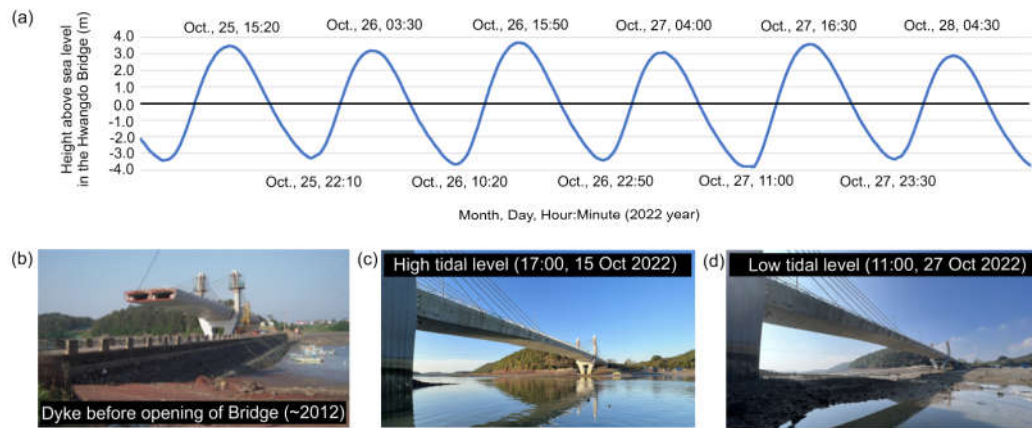 (a)
Oct., 25, 15:20
Oct., 26, 03:30
Oct., 26, 15:50
Oct., 27, 04:00
Oct., 27, 16:30
Oct., 28, 04:30
Height above sea level
in the Hwangdo Bridge (m)
4.0
3.0
2.0
1.0
0.0
-1.0
-2.0
-3.0
-4.0
Oct., 25, 22:10
Oct., 26, 10:20
Oct., 26, 22:50
Oct., 27, 11:00
Oct., 27, 23:30
Month, Day, Hour:Minute (2022 year)
(b)
Dyke before opening of Bridge (~2012)
(c)
High tidal level (17:00, 15 Oct 2022)
(d)
Low tidal level (11:00, 27 Oct 2022)